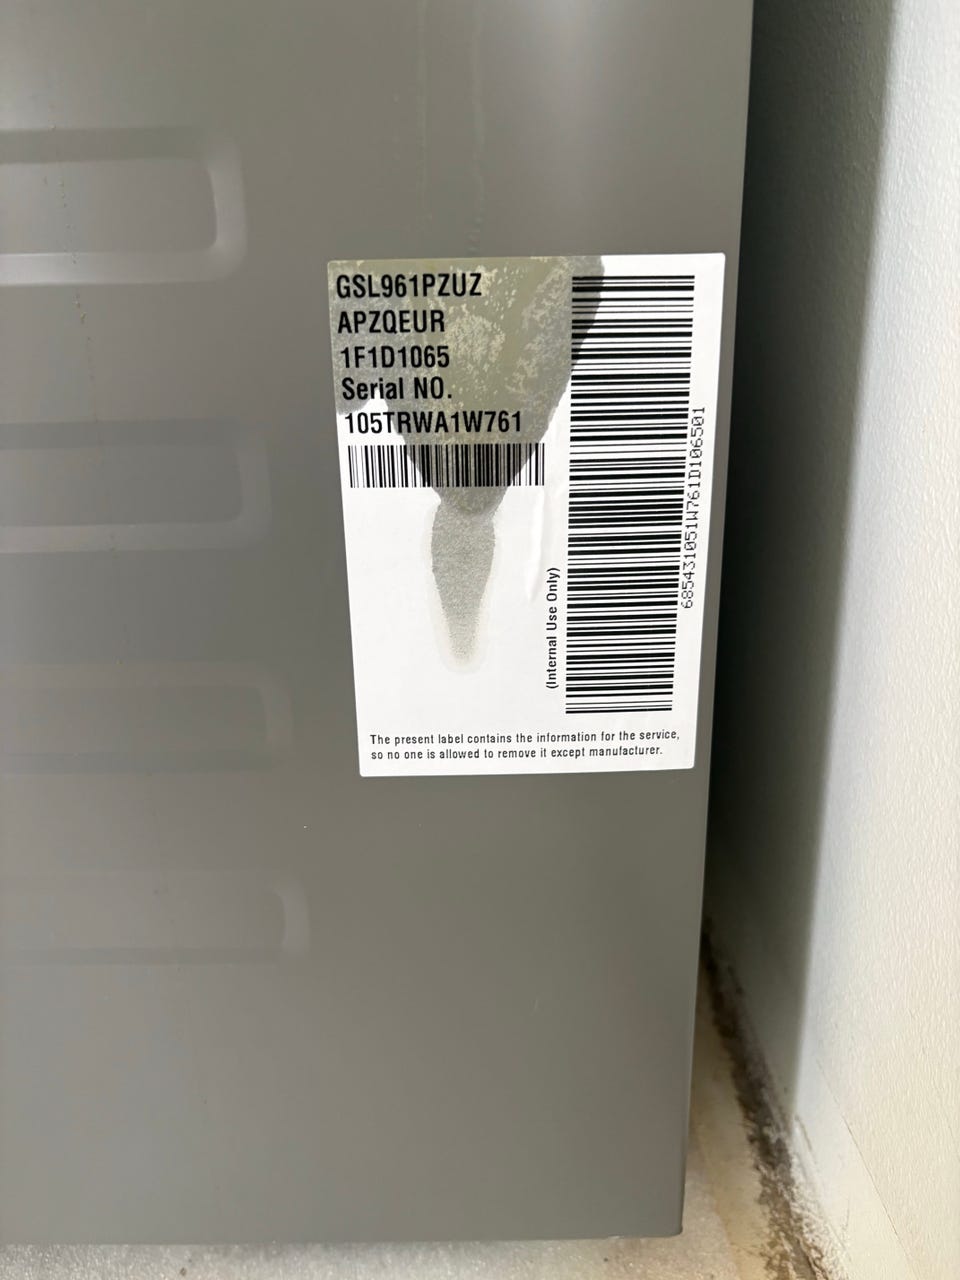 GSL961PZUZ
APZQEUR
1F1D1065
Serial NO.
105TRWA1W761
(Internal Use Only)
685431051W761D106501
The present label contains the information for the service,
so no one is allowed to remove it except manufacturer.